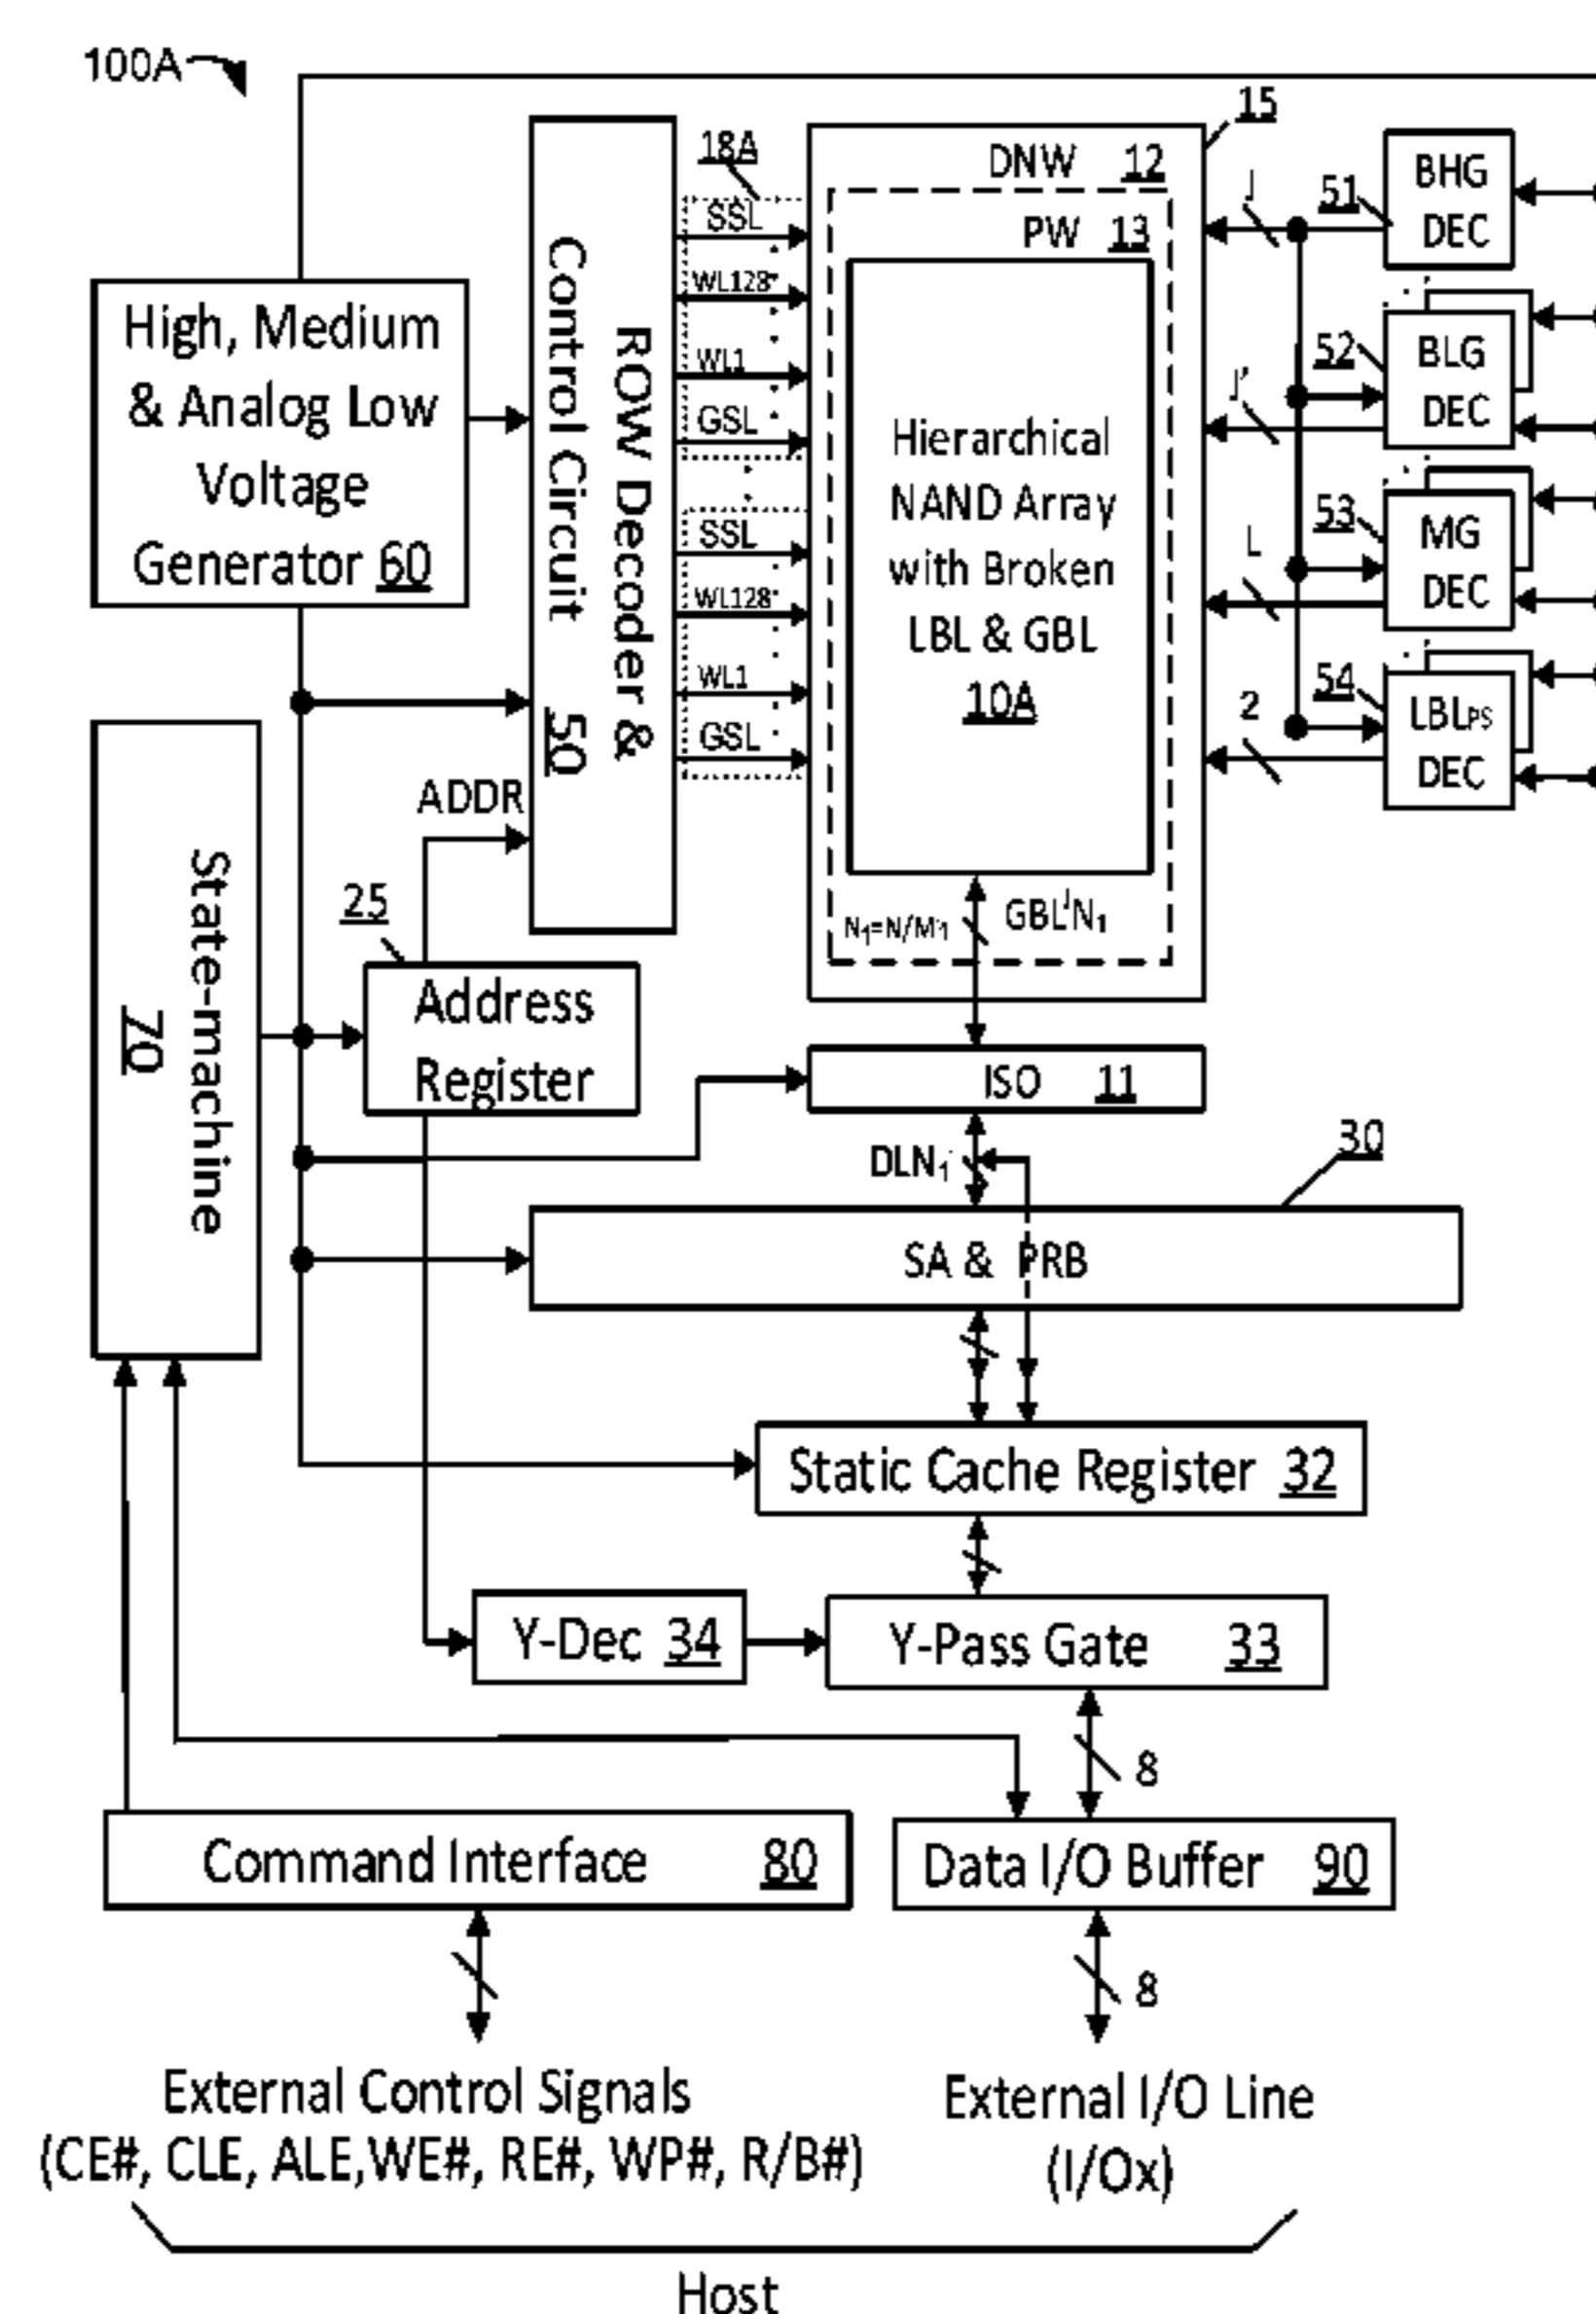 100A
15
18A
DNW 12
BHG
DEC
51
J
SSL
PW 13
WL128
High, Medium
& Analog Low
Voltage
Generator 60
ROW Decoder &
Control Circuit 50
WL1
GSL
Hierarchical
NAND Array
with Broken
LBL & GBL
10A
52
BLG
DEC
J'
SSL
WL128
WL1
GSL
53
MG
DEC
L
54
LBLPS
DEC
2
State-machine
70
ADDR
25
Address
Register
N1=N/M'1
GBLJN1
ISO 11
DLN1
30
SA & PRB
Static Cache Register 32
Y-Dec 34
Y-Pass Gate 33
8
Command Interface 80
Data I/O Buffer 90
8
External Control Signals
(CE#, CLE, ALE,WE#, RE#, WP#, R/B#)
External I/O Line
(I/Ox)
Host